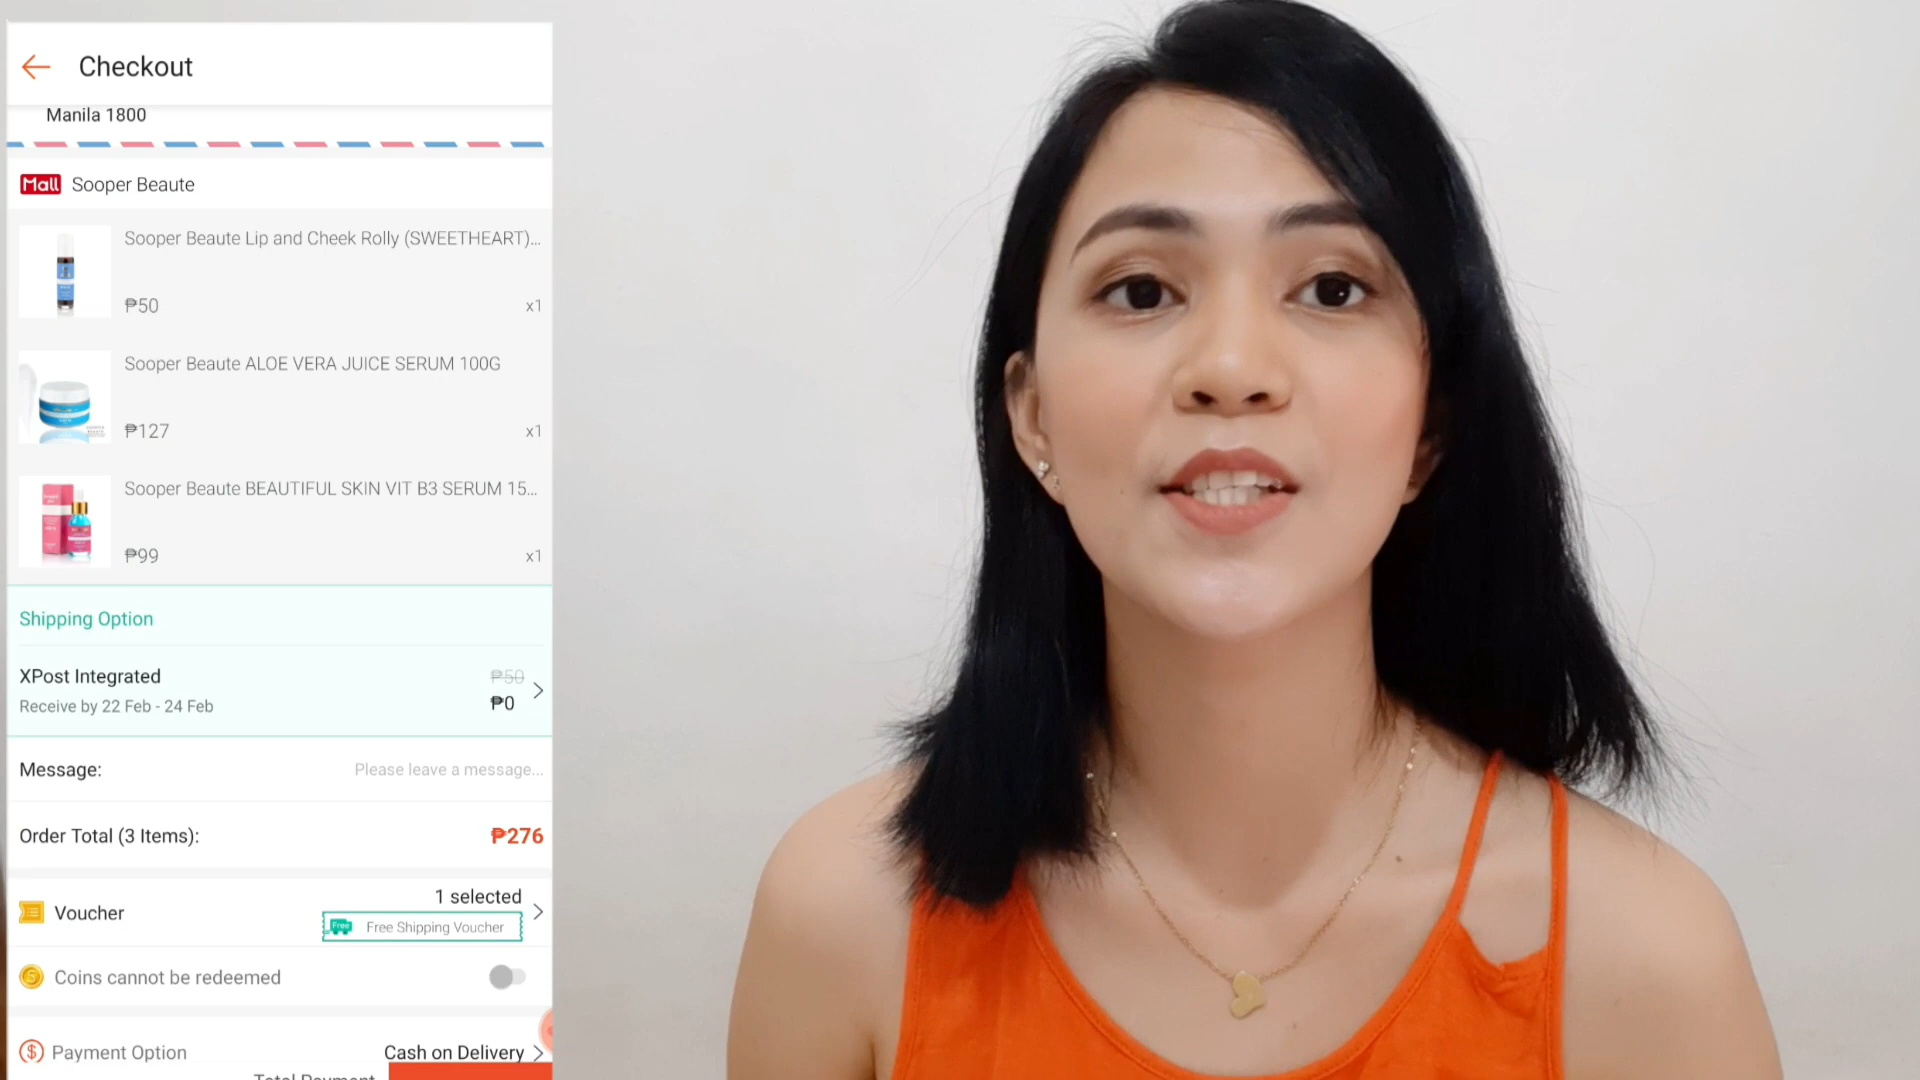 Checkout
Manila 1800
Mall Sooper Beaute
Sooper Beaute Lip and Cheek Rolly (SWEETHEART)...
₱50 x1
Sooper Beaute ALOE VERA JUICE SERUM 100G
₱127 x1
Sooper Beaute BEAUTIFUL SKIN VIT B3 SERUM 15...
₱99 x1
Shipping Option
XPost Integrated ₱50
Receive by 22 Feb - 24 Feb ₱0
Message: Please leave a message...
Order Total (3 Items): ₱276
Voucher 1 selected
Free Free Shipping Voucher
Coins cannot be redeemed
Payment Option Cash on Delivery
Total Payment